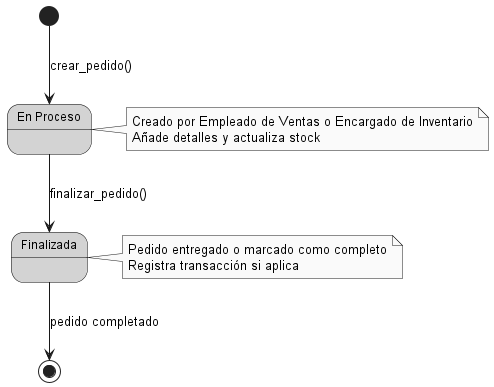 crear_pedido()
En Proceso
Creado por Empleado de Ventas o Encargado de Inventario
Añade detalles y actualiza stock
finalizar_pedido()
Finalizada
Pedido entregado o marcado como completo
Registra transacción si aplica
pedido completado